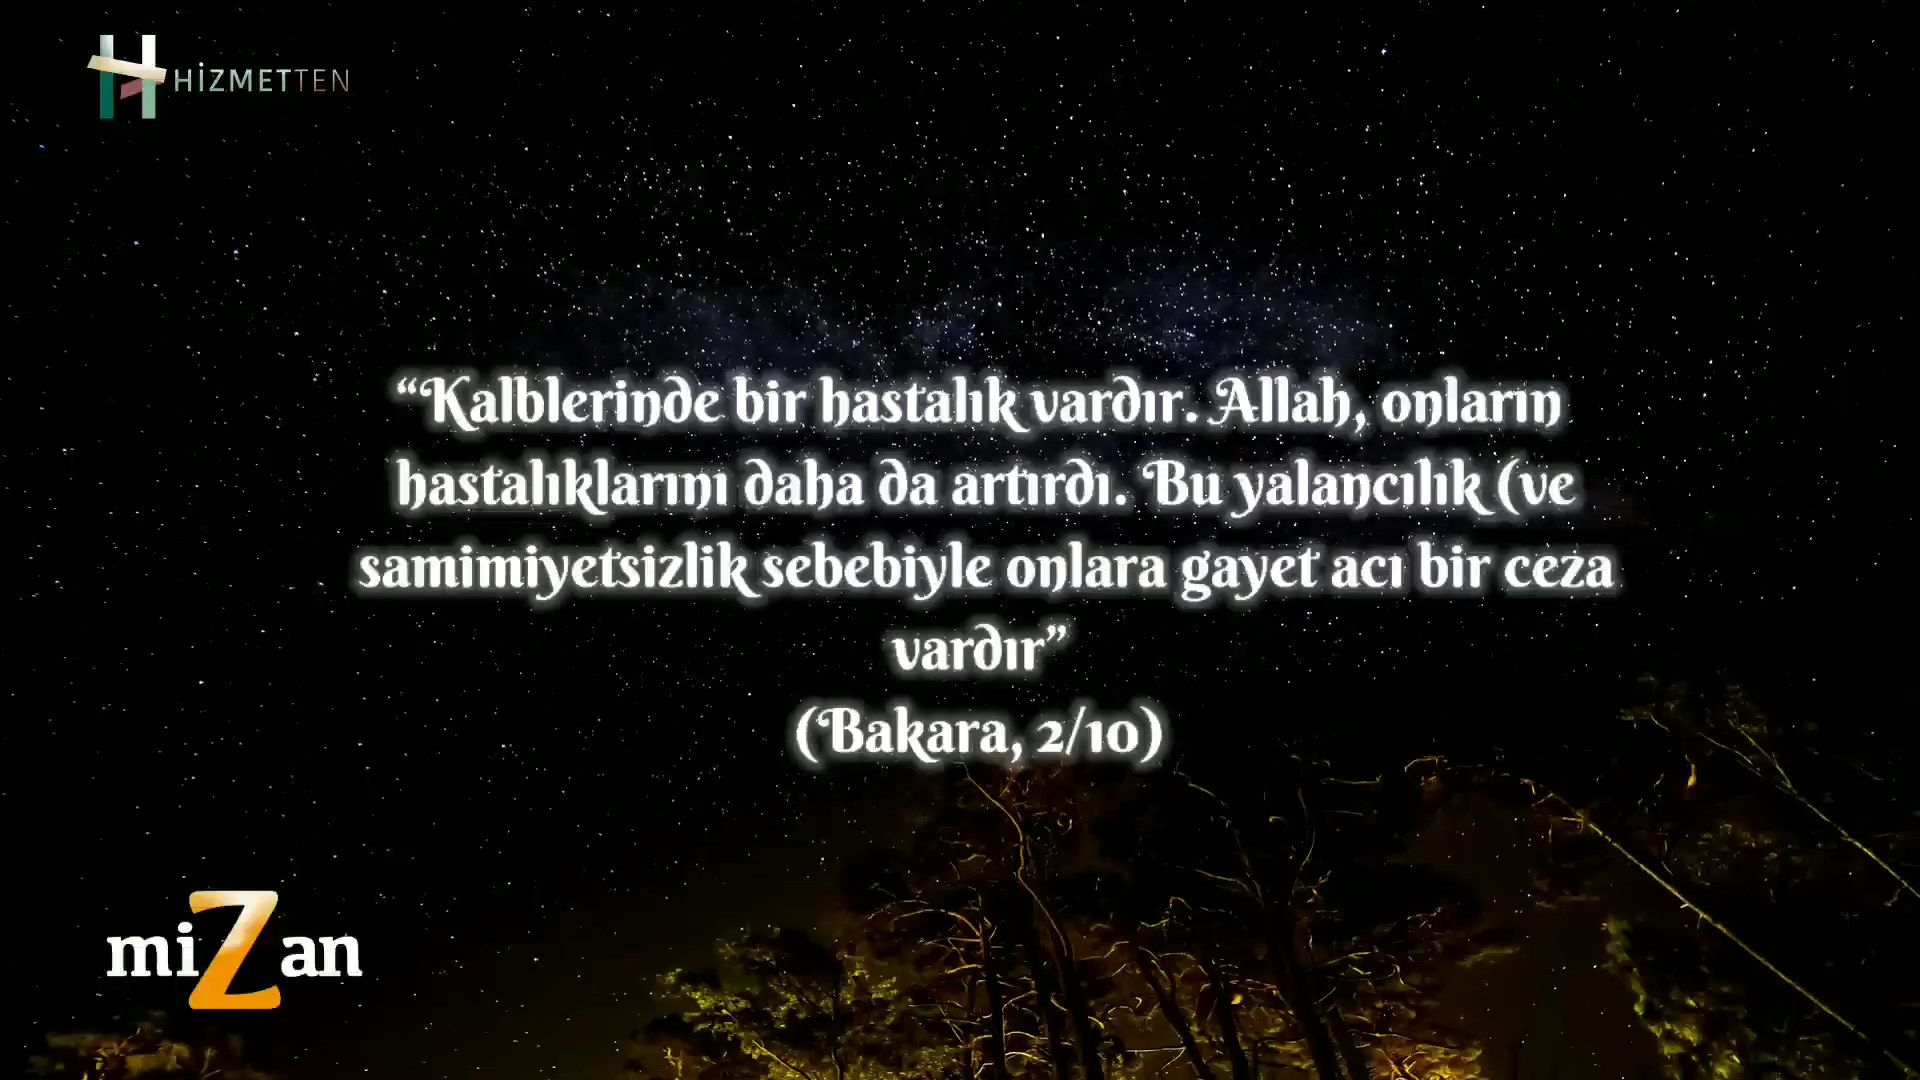 HİZMETTEN
“Kalblerinde bir hastalık vardır. Allah, onların
hastalıklarını daha da artırdı. Bu yalancılık (ve
samimiyetsizlik sebebiyle onlara gayet acı bir ceza
vardır”
(Bakara, 2/10)
miZan